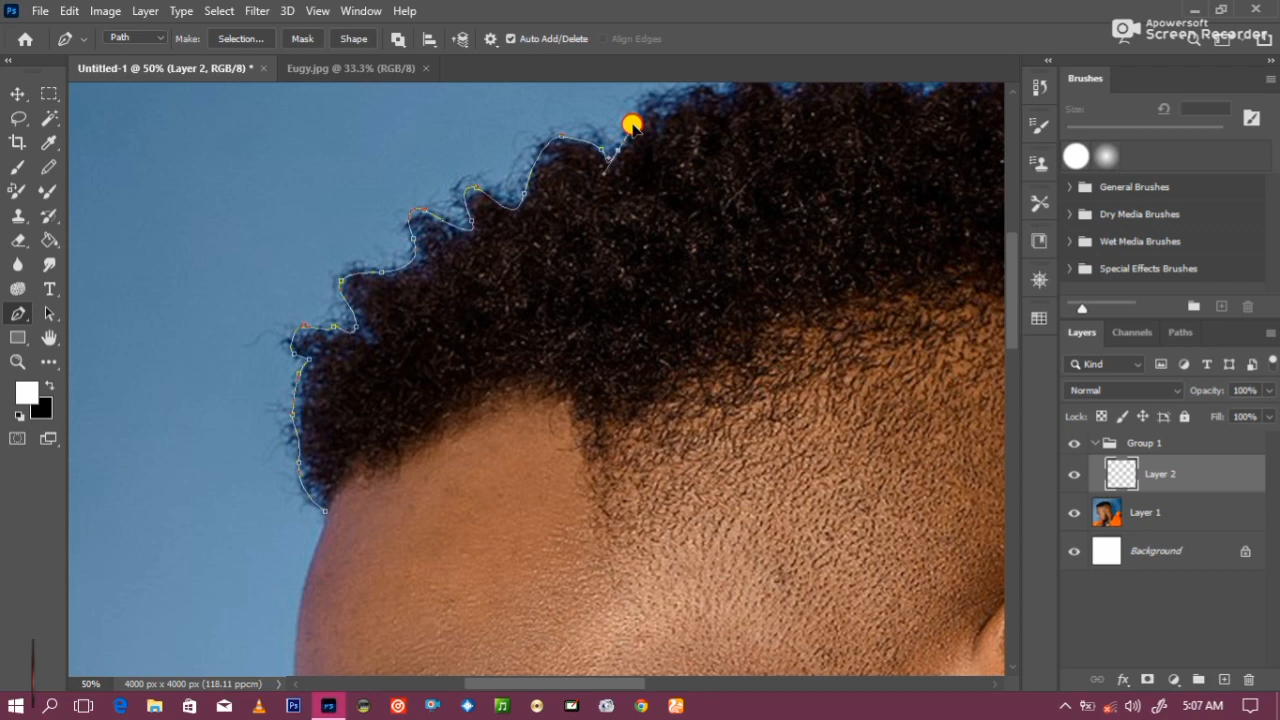 Ps File Edit Image Layer Type Select Filter 3D View Window Help
Apowersoft
Screen Recorder
Path Make: Selection... Mask Shape Auto Add/Delete Align Edges
Untitled-1 @ 50% (Layer 2, RGB/8) * × Eugy.jpg @ 33.3% (RGB/8) ×
Brushes
Size:
General Brushes
Dry Media Brushes
Wet Media Brushes
Special Effects Brushes
Layers Channels Paths
Kind
Normal Opacity: 100%
Lock: Fill: 100%
Group 1
Layer 2
Layer 1
Background
50% 4000 px x 4000 px (118.11 ppcm)
5:07 AM